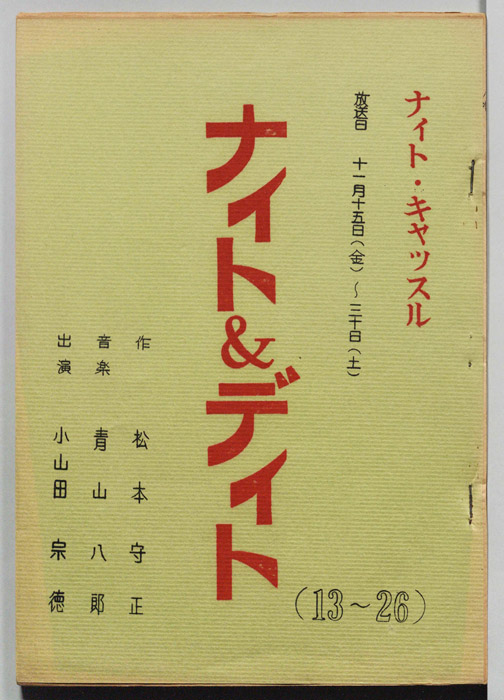 ナイト・キャッスル
放送日 十一月十五日(金)〜三十日(土)
ナイト&デイト
(13〜26)
作 松本守正
音楽 青山八郎
出演 小山田宗徳